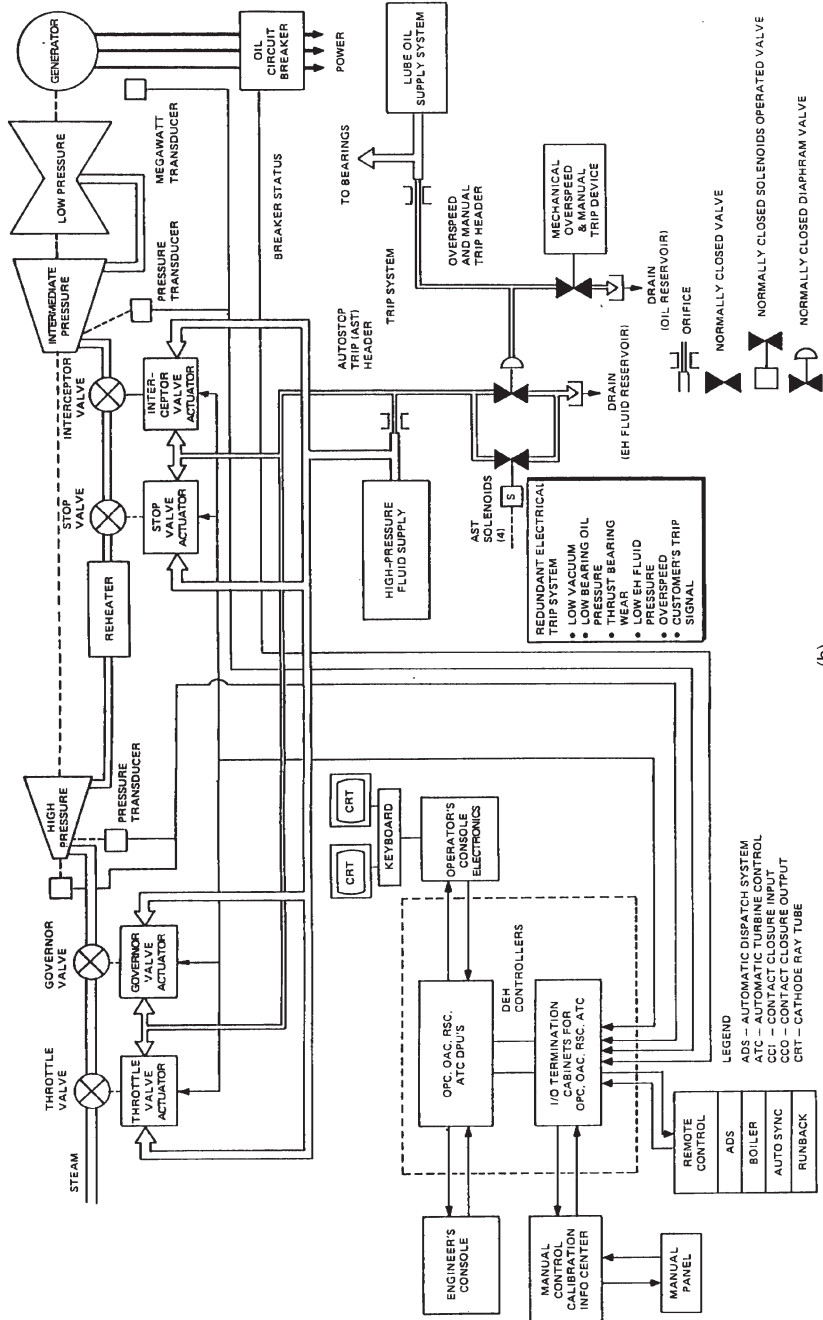 STEAM
THROTTLE
VALVE
GOVERNOR
VALVE
HIGH
PRESSURE
PRESSURE
TRANSDUCER
REHEATER
STOP
VALVE
INTERCEPTOR
VALVE
INTERMEDIATE
PRESSURE
PRESSURE
TRANSDUCER
LOW PRESSURE
MEGAWATT
TRANSDUCER
GENERATOR
OIL
CIRCUIT
BREAKER
POWER
BREAKER STATUS
THROTTLE
VALVE
ACTUATOR
GOVERNOR
VALVE
ACTUATOR
STOP
VALVE
ACTUATOR
INTER-
CEPTOR
VALVE
ACTUATOR
AUTOSTOP
TRIP (AST)
HEADER
TRIP SYSTEM
OVERSPEED
AND MANUAL
TRIP HEADER
TO BEARINGS
LUBE OIL
SUPPLY SYSTEM
HIGH-PRESSURE
FLUID SUPPLY
MECHANICAL
OVERSPEED
& MANUAL
TRIP DEVICE
AST
SOLENOIDS
(4)
S
DRAIN
(EH FLUID RESERVOIR)
DRAIN
(OIL RESERVOIR)
ORIFICE
NORMALLY CLOSED VALVE
NORMALLY CLOSED SOLENOIDS OPERATED VALVE
NORMALLY CLOSED DIAPHRAM VALVE
REDUNDANT ELECTRICAL
TRIP SYSTEM
• LOW VACUUM
• LOW BEARING OIL
PRESSURE
• THRUST BEARING
WEAR
• LOW EH FLUID
PRESSURE
• OVERSPEED
• CUSTOMER'S TRIP
SIGNAL
CRT
CRT
KEYBOARD
OPERATOR'S
CONSOLE
ELECTRONICS
ENGINEER'S
CONSOLE
OPC, OAC, RSC,
ATC DPU'S
DEH
CONTROLLERS
MANUAL
CONTROL
CALIBRATION
INFO CENTER
I/O TERMINATION
CABINETS FOR
OPC, OAC, RSC, ATC
MANUAL
PANEL
REMOTE
CONTROL
ADS
BOILER
AUTO SYNC
RUNBACK
LEGEND
ADS – AUTOMATIC DISPATCH SYSTEM
ATC – AUTOMATIC TURBINE CONTROL
CCI – CONTACT CLOSURE INPUT
CCO – CONTACT CLOSURE OUTPUT
CRT – CATHODE RAY TUBE
(b)